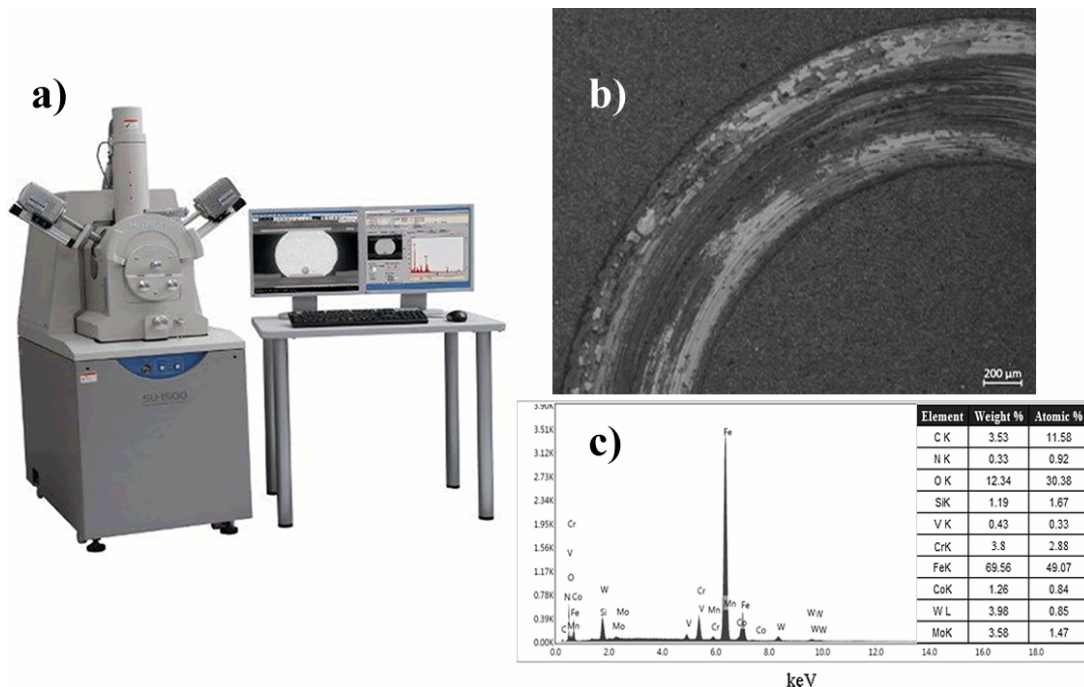 a)
SU-1500
b)
200 µm
c)
3.90K
3.51K
3.12K
2.73K
2.34K
1.95K
1.56K
1.17K
0.78K
0.39K
0.00K
Fe
Cr
V
O
N Co
Fe
Mn
C
W
Si
Mo
Mo
Cr
V
V
Mn
Cr
Mn
Fe
Co
Co
W
W W
W W
0.0 2.0 4.0 6.0 8.0 10.0 12.0 14.0 16.0 18.0
keV
Element Weight % Atomic %
C K 3.53 11.58
N K 0.33 0.92
O K 12.34 30.38
SiK 1.19 1.67
V K 0.43 0.33
CrK 3.8 2.88
FeK 69.56 49.07
CoK 1.26 0.84
W L 3.98 0.85
MoK 3.58 1.47